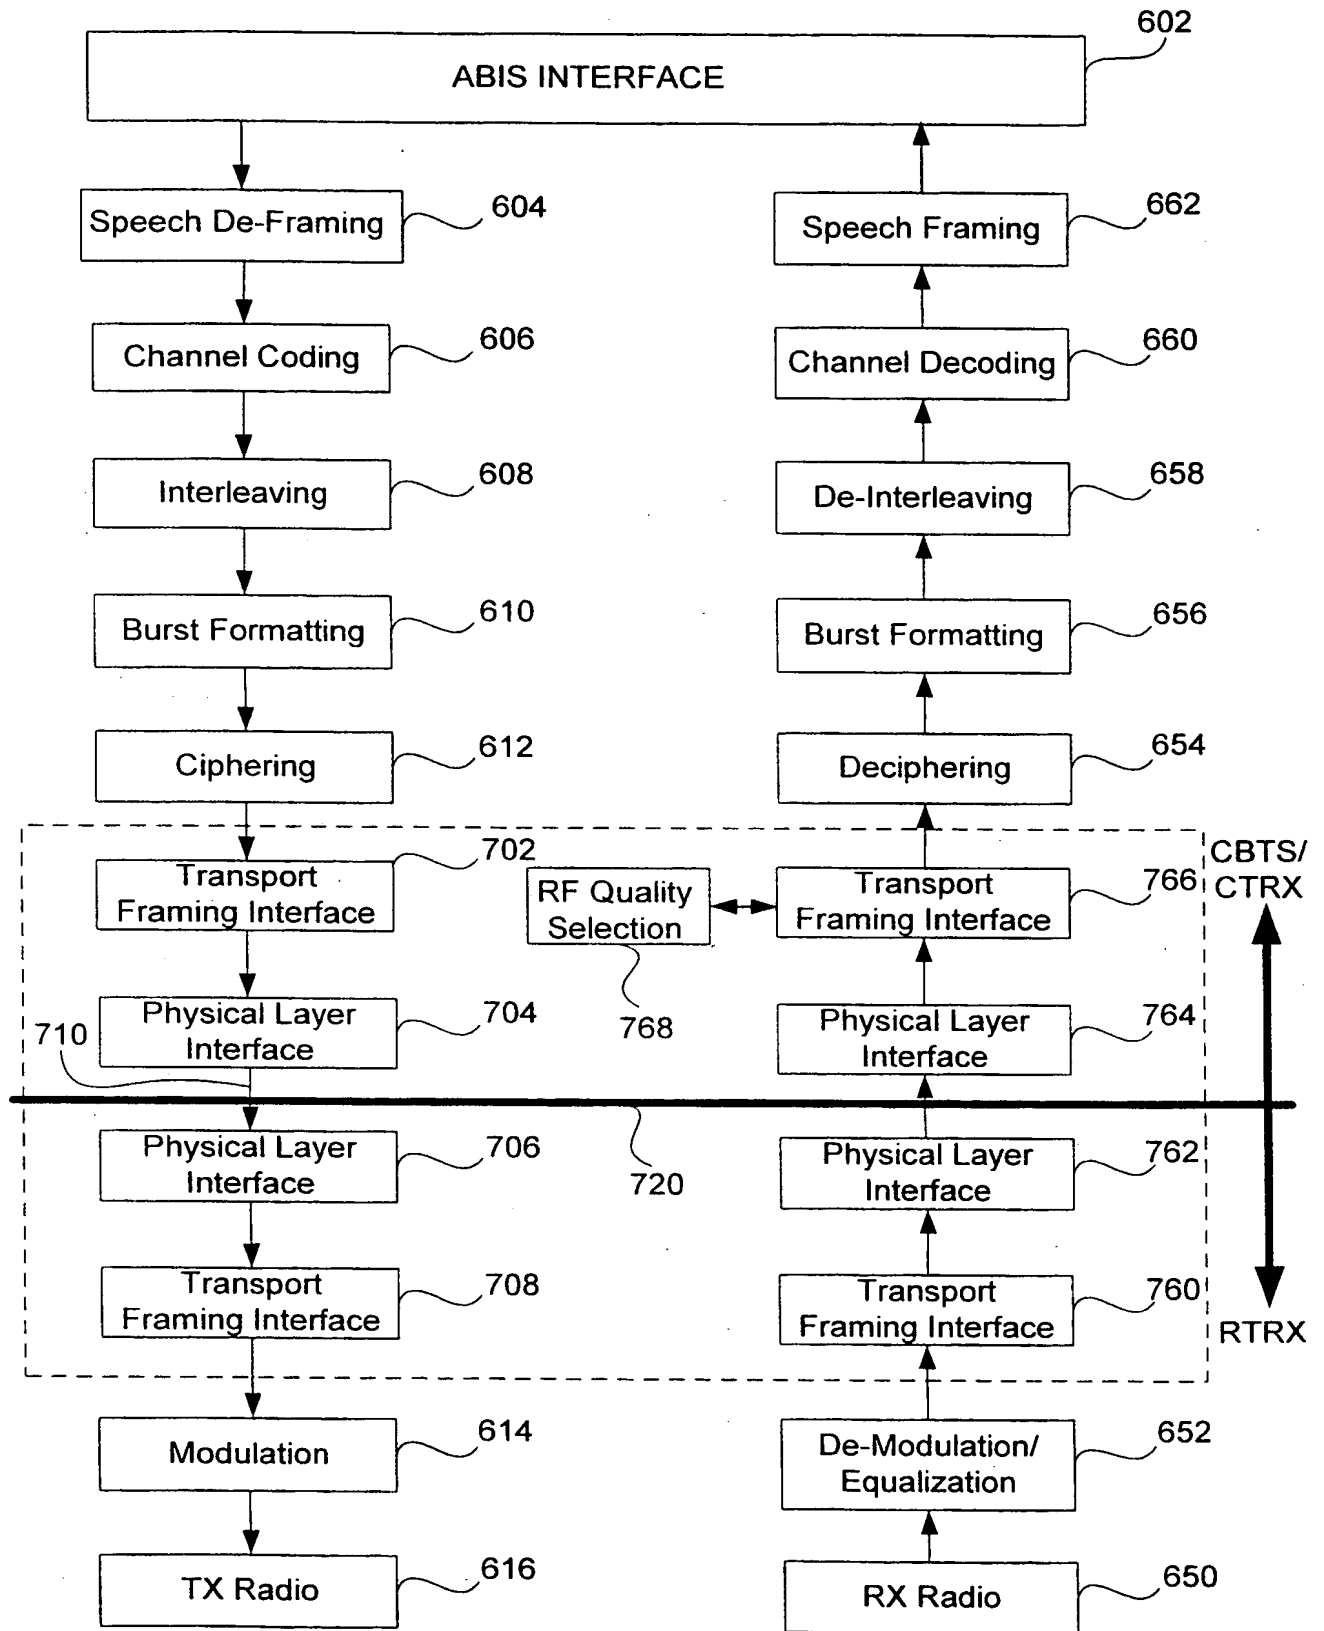 602
ABIS INTERFACE
Speech De-Framing
604
Speech Framing
662
Channel Coding
606
Channel Decoding
660
Interleaving
608
De-Interleaving
658
Burst Formatting
610
Burst Formatting
656
Ciphering
612
Deciphering
654
Transport
Framing Interface
702
RF Quality
Selection
768
Transport
Framing Interface
766
CBTS/
CTRX
710
Physical Layer
Interface
704
Physical Layer
Interface
764
Physical Layer
Interface
706
720
Physical Layer
Interface
762
Transport
Framing Interface
708
Transport
Framing Interface
760
RTRX
Modulation
614
De-Modulation/
Equalization
652
TX Radio
616
RX Radio
650